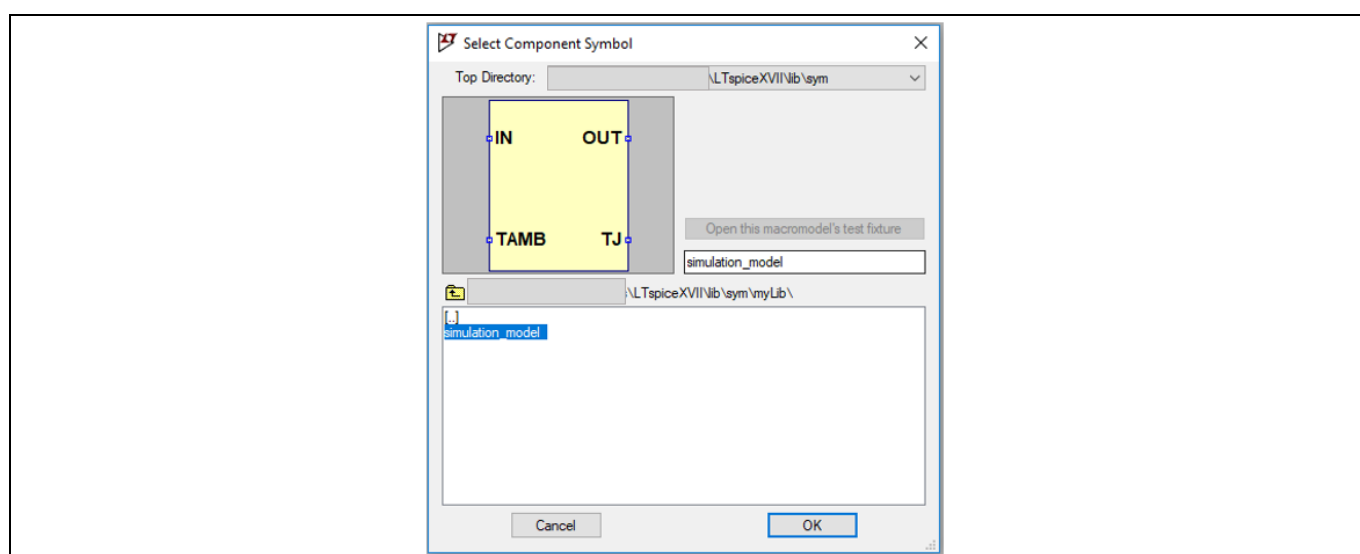 Select Component Symbol
Top Directory: \LTspiceXVII\lib\sym
IN OUT
TAMB TJ
Open this macromodel's test fixture
simulation_model
\LTspiceXVII\lib\sym\myLib\
[..]
simulation_model
Cancel OK